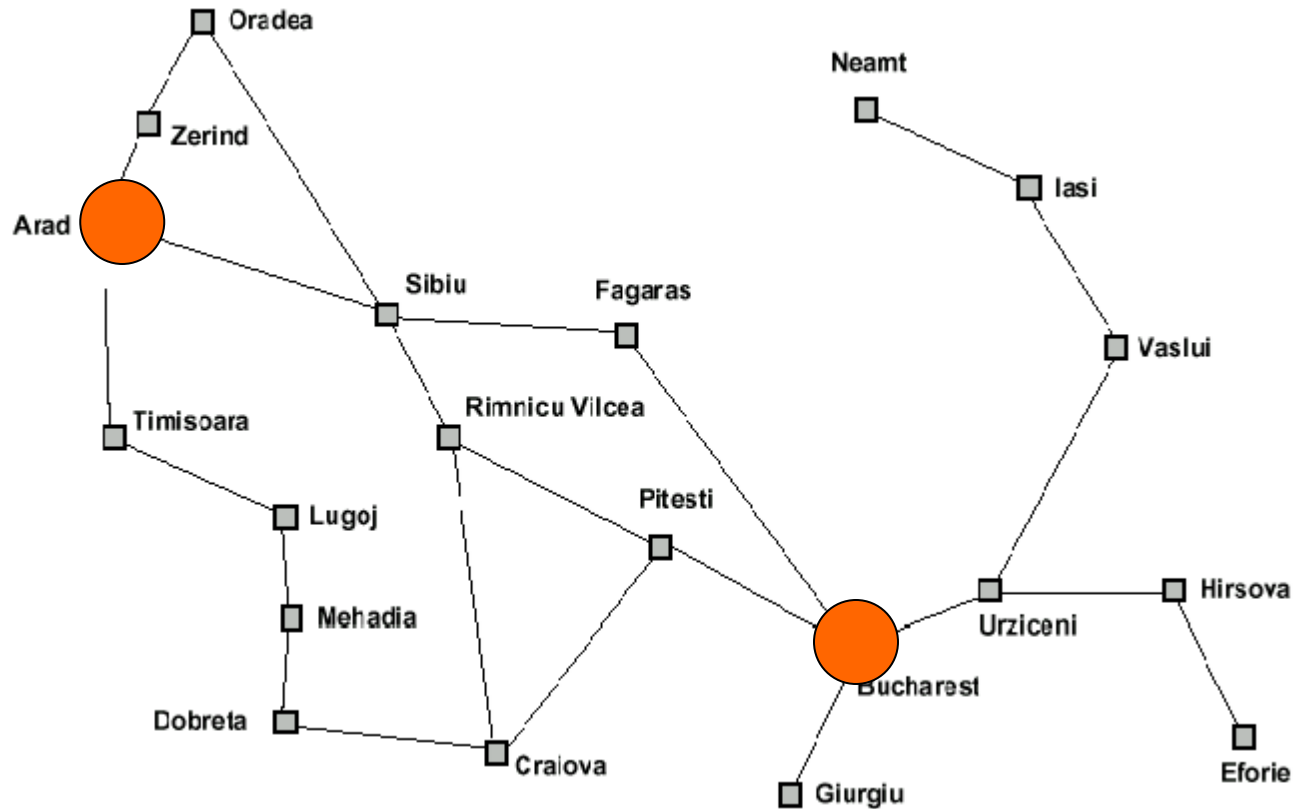 Oradea
Neamt
Zerind
Iasi
Arad
Sibiu
Fagaras
Vaslui
Rimnicu Vilcea
Timisoara
Pitesti
Lugoj
Hirsova
Mehadia
Urziceni
Bucharest
Dobreta
Craiova
Eforie
Giurgiu